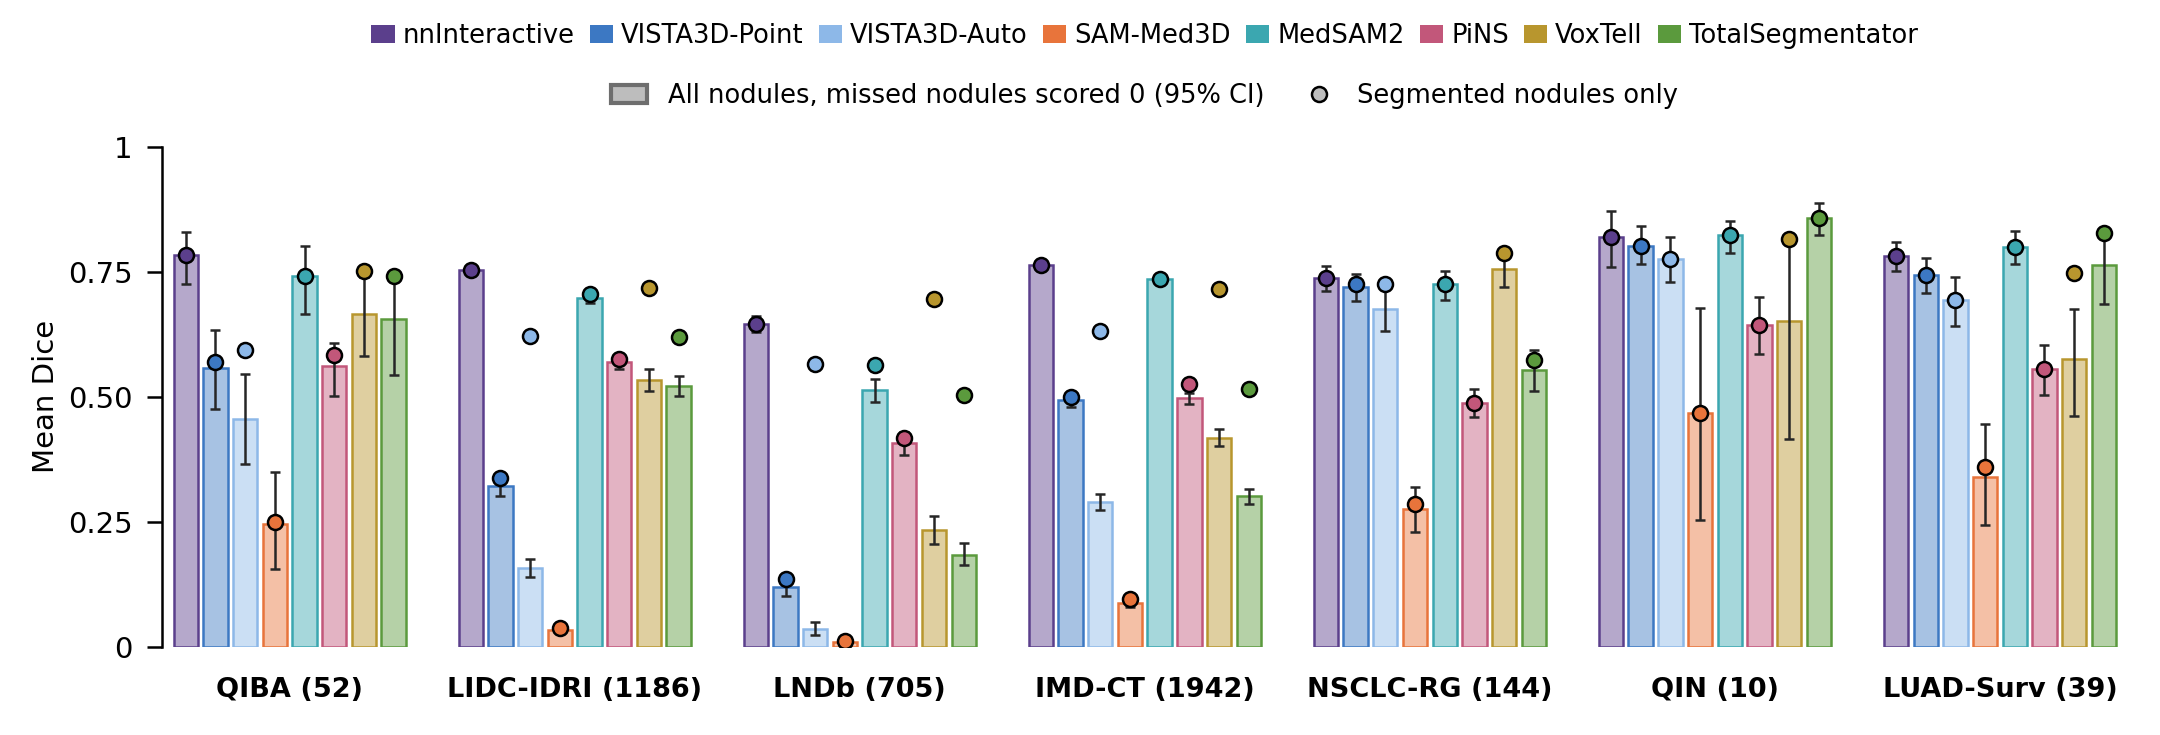 nnInteractive VISTA3D-Point VISTA3D-Auto SAM-Med3D MedSAM2 PiNS VoxTell TotalSegmentator
All nodules, missed nodules scored 0 (95% CI) Segmented nodules only
1
0.75
0.50
0.25
0
Mean Dice
QIBA (52) LIDC-IDRI (1186) LNDb (705) IMD-CT (1942) NSCLC-RG (144) QIN (10) LUAD-Surv (39)